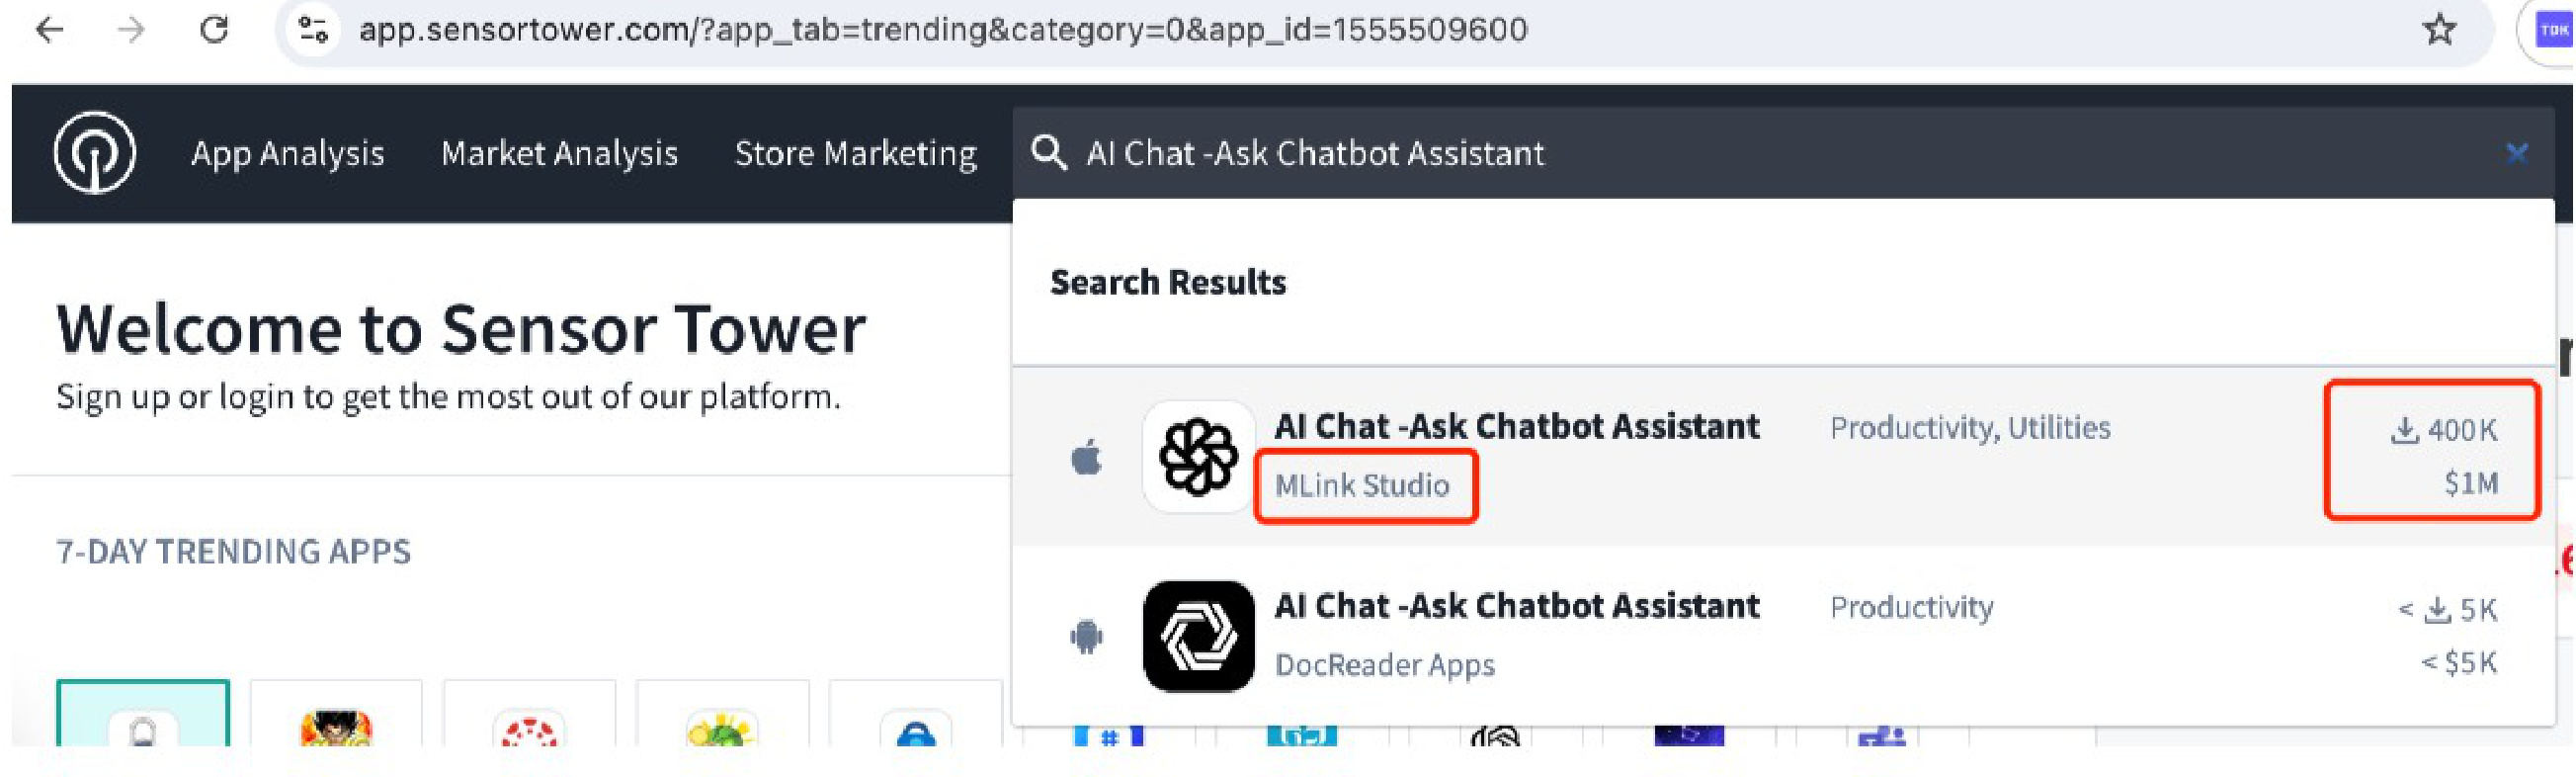 app.sensortower.com/?app_tab=trending&category=0&app_id=1555509600
TDK
App Analysis Market Analysis Store Marketing AI Chat -Ask Chatbot Assistant
Search Results
Welcome to Sensor Tower
Sign up or login to get the most out of our platform.
AI Chat -Ask Chatbot Assistant Productivity, Utilities 400K
MLink Studio $1M
7-DAY TRENDING APPS
AI Chat -Ask Chatbot Assistant Productivity < 5K
DocReader Apps < $5K